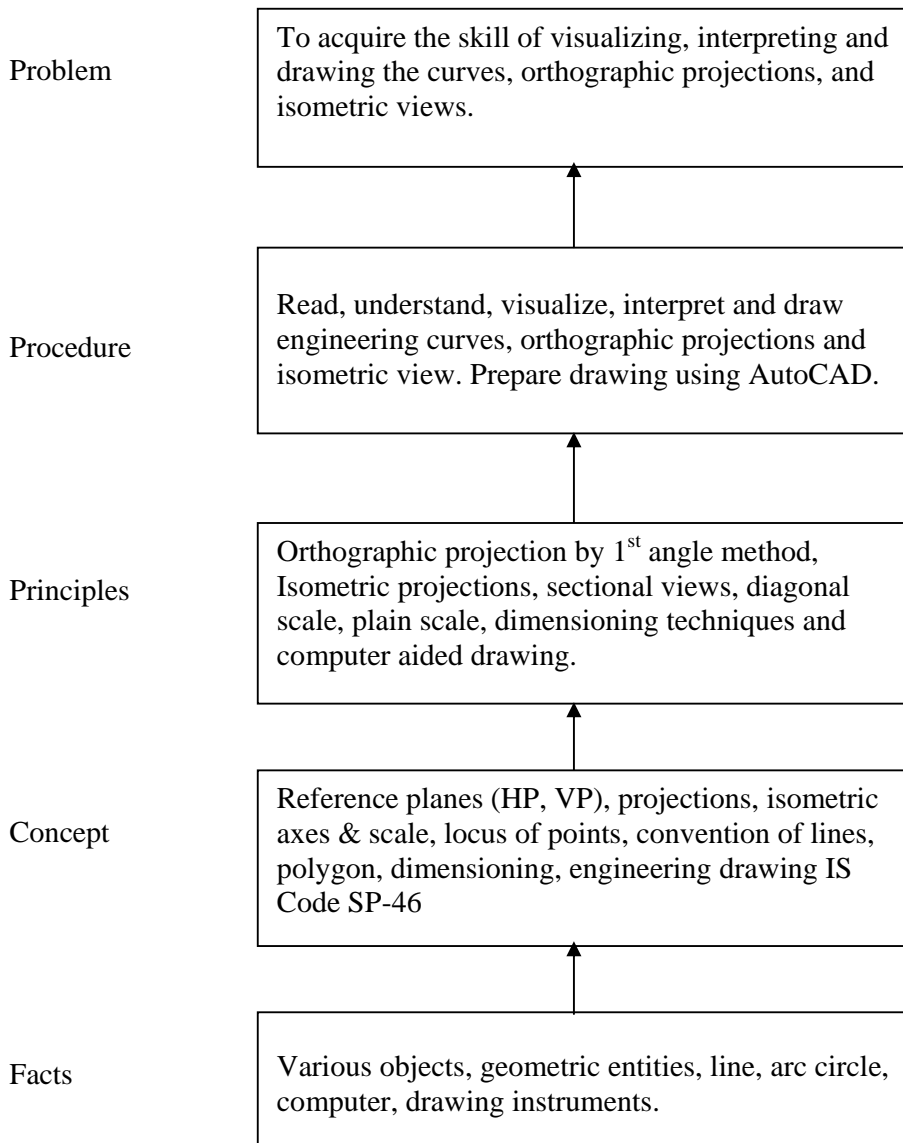 To acquire the skill of visualizing, interpreting and
Problem
drawing the curves, orthographic projections, and
isometric views.
Read, understand, visualize, interpret and draw
Procedure
engineering curves, orthographic projections and
isometric view. Prepare drawing using AutoCAD.
Orthographic projection by 1st angle method,
Principles
Isometric projections, sectional views, diagonal
scale, plain scale, dimensioning techniques and
computer aided drawing.
Reference planes (HP, VP), projections, isometric
Concept
axes & scale, locus of points, convention of lines,
polygon, dimensioning, engineering drawing IS
Code SP-46
Facts
Various objects, geometric entities, line, arc circle,
computer, drawing instruments.